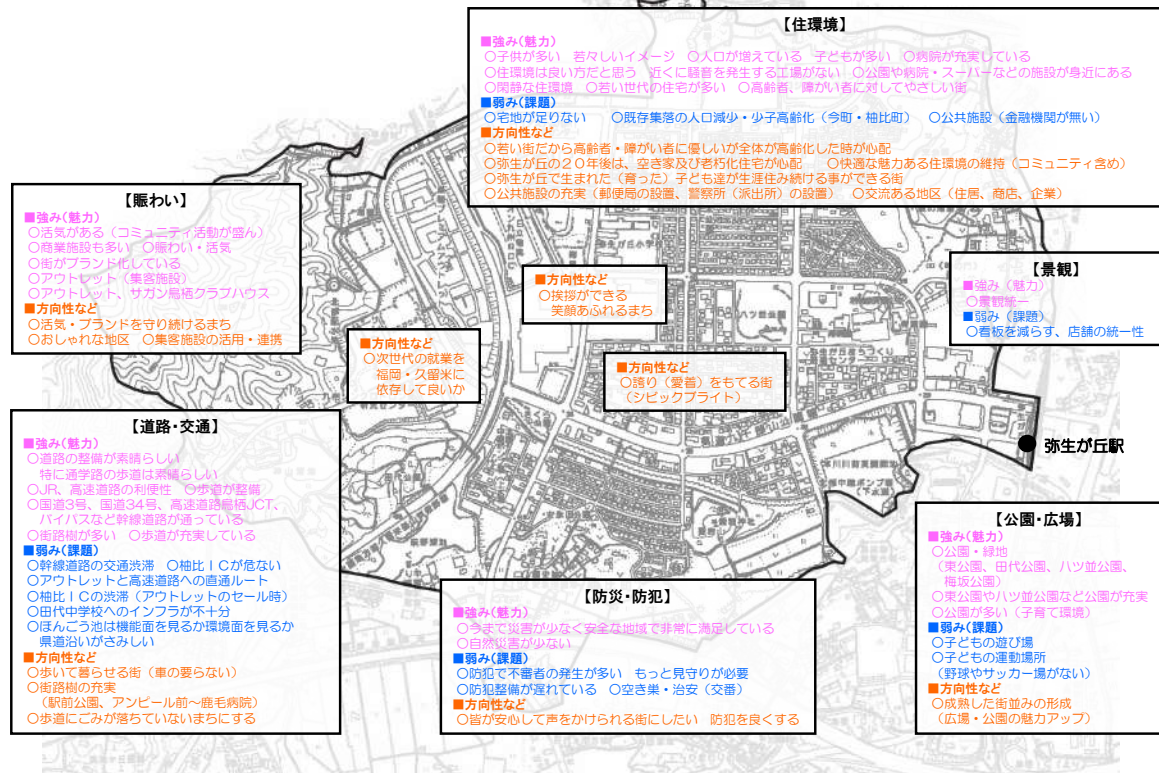 【住環境】
■強み(魅力)
○子供が多い 若々しいイメージ ○人口が増えている 子どもが多い ○病院が充実している
○住環境は良い方だと思う 近くに騒音を発生する工場がない ○公園や病院・スーパーなどの施設が身近にある
○閑静な住環境 ○若い世代の住宅が多い ○高齢者、障がい者に対してやさしい街
■弱み(課題)
○宅地が足りない ○既存集落の人口減少・少子高齢化(今町・柚比町) ○公共施設(金融機関が無い)
■方向性など
○若い街だから高齢者・障がい者に優しいが全体が高齢化した時が心配
○弥生が丘の20年後は、空き家及び老朽化住宅が心配 ○快適な魅力ある住環境の維持(コミュニティ含め)
○弥生が丘で生まれた(育った)子ども達が生涯住み続ける事ができる街
○公共施設の充実(郵便局の設置、警察所(派出所)の設置) ○交流ある地区(住居、商店、企業)
【賑わい】
■強み(魅力)
○活気がある(コミュニティ活動が盛ん)
○商業施設も多い ○賑わい・活気
○街がブランド化している
○アウトレット(集客施設)
○アウトレット、サガン鳥栖クラブハウス
■方向性など
○活気・ブランドを守り続けるまち
○おしゃれな地区 ○集客施設の活用・連携
■方向性など
○挨拶ができる
笑顔あふれるまち
【景観】
■強み(魅力)
○景観統一
■弱み(課題)
○看板を減らす、店舗の統一性
■方向性など
○次世代の就業を
福岡・久留米に
依存して良いか
■方向性など
○誇り(愛着)をもてる街
(シビックプライト)
弥生が丘駅
【道路・交通】
■強み(魅力)
○道路の整備が素晴らしい
特に通学路の歩道は素晴らしい
○JR、高速道路の利便性 ○歩道が整備
○国道3号、国道34号、高速道路鳥栖JCT、
バイパスなど幹線道路が通っている
○街路樹が多い ○歩道が充実している
■弱み(課題)
○幹線道路の交通渋滞 ○柚比ICが危ない
○アウトレットと高速道路への直通ルート
○柚比ICの渋滞(アウトレットのセール時)
○田代中学校へのインフラが不十分
○ほんごう池は機能面を見るか環境面を見るか
県道沿いがさみしい
■方向性など
○歩いて暮らせる街(車の要らない)
○街路樹の充実
(駅前公園、アンピール前~鹿毛病院)
○歩道にごみが落ちていないまちにする
【防災・防犯】
■強み(魅力)
○今まで災害が少なく安全な地域で非常に満足している
○自然災害が少ない
■弱み(課題)
○防犯で不審者の発生が多い もっと見守りが必要
○防犯整備が遅れている ○空き巣・治安(交番)
■方向性など
○皆が安心して声をかけられる街にしたい 防犯を良くする
【公園・広場】
■強み(魅力)
○公園・緑地
(東公園、田代公園、ハツ並公園、
梅坂公園)
○東公園やハツ並公園など公園が充実
○公園が多い(子育て環境)
■弱み(課題)
○子どもの遊び場
○子どもの運動場所
(野球やサッカー場がない)
■方向性など
○成熟した街並みの形成
(広場・公園の魅力アップ)